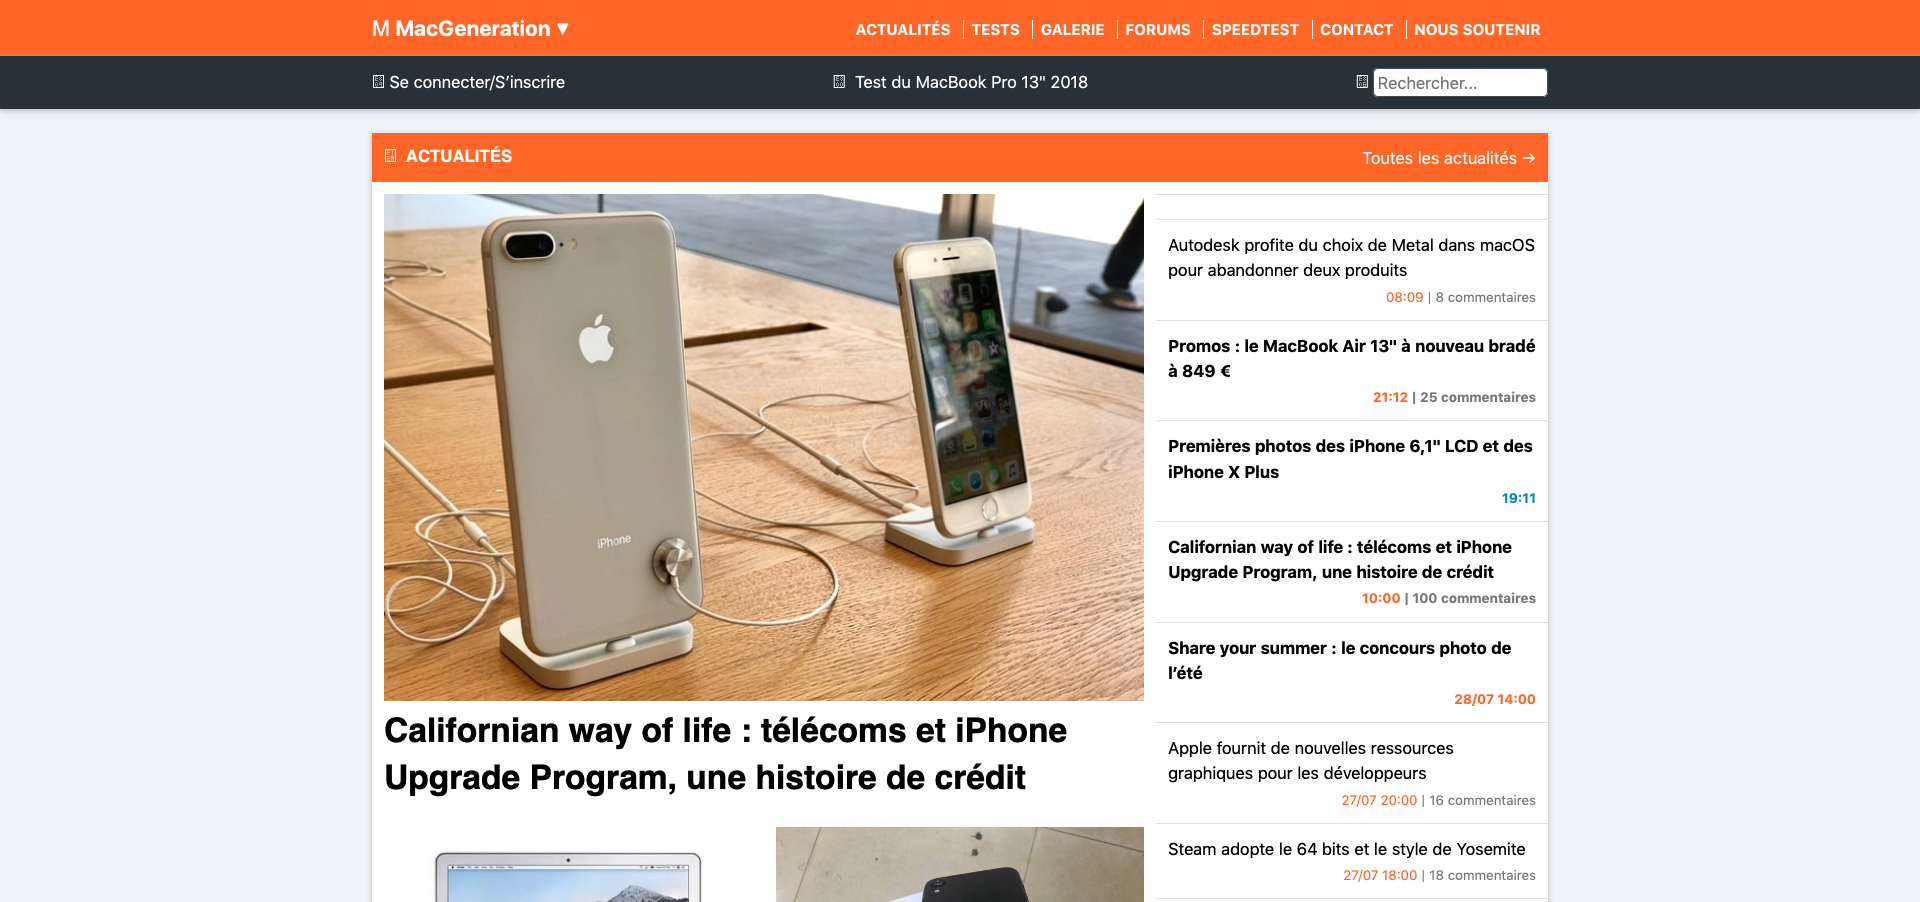 M MacGeneration ▼
ACTUALITÉS
TESTS
GALERIE
FORUMS
SPEEDTEST
CONTACT
NOUS SOUTENIR
Se connecter/S’inscrire
Test du MacBook Pro 13" 2018
Rechercher...
ACTUALITÉS
Toutes les actualités →
iPhone
Californian way of life : télécoms et iPhone
Upgrade Program, une histoire de crédit
Autodesk profite du choix de Metal dans macOS
pour abandonner deux produits
08:09 | 8 commentaires
Promos : le MacBook Air 13" à nouveau bradé
à 849 €
21:12 | 25 commentaires
Premières photos des iPhone 6,1" LCD et des
iPhone X Plus
19:11
Californian way of life : télécoms et iPhone
Upgrade Program, une histoire de crédit
10:00 | 100 commentaires
Share your summer : le concours photo de
l’été
28/07 14:00
Apple fournit de nouvelles ressources
graphiques pour les développeurs
27/07 20:00 | 16 commentaires
Steam adopte le 64 bits et le style de Yosemite
27/07 18:00 | 18 commentaires